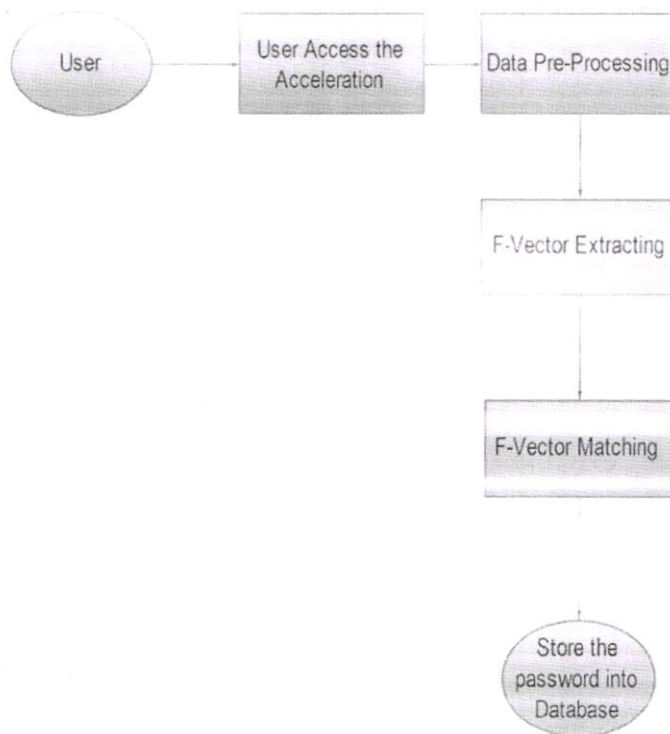 User
User Access the
Acceleration
Data Pre-Processing
F-Vector Extracting
F-Vector Matching
Store the
password into
Database